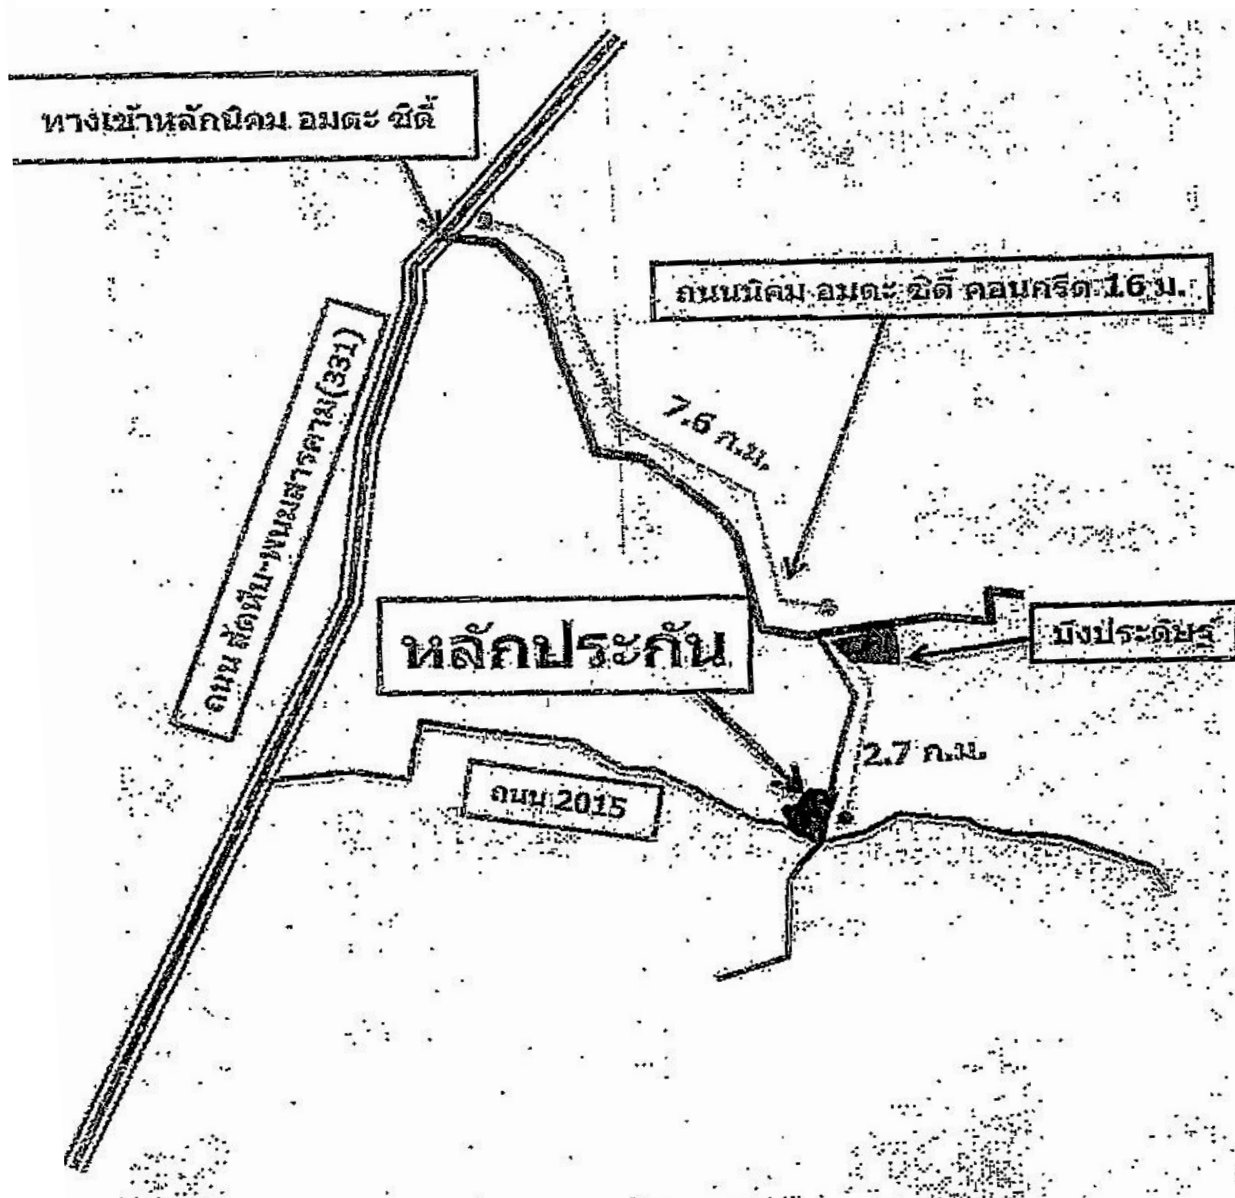 ทางเข้าหลักนิคม อมตะ ซิตี้
ถนนนิคม อมตะ ซิตี้ คอนกรีต 16 ม.
ถนน สัตหีบ-พนมสารคาม(331)
7.6 ก.ม.
หลักประกัน
บึงประดิษฐ์
2.7 ก.ม.
ถนน 2015